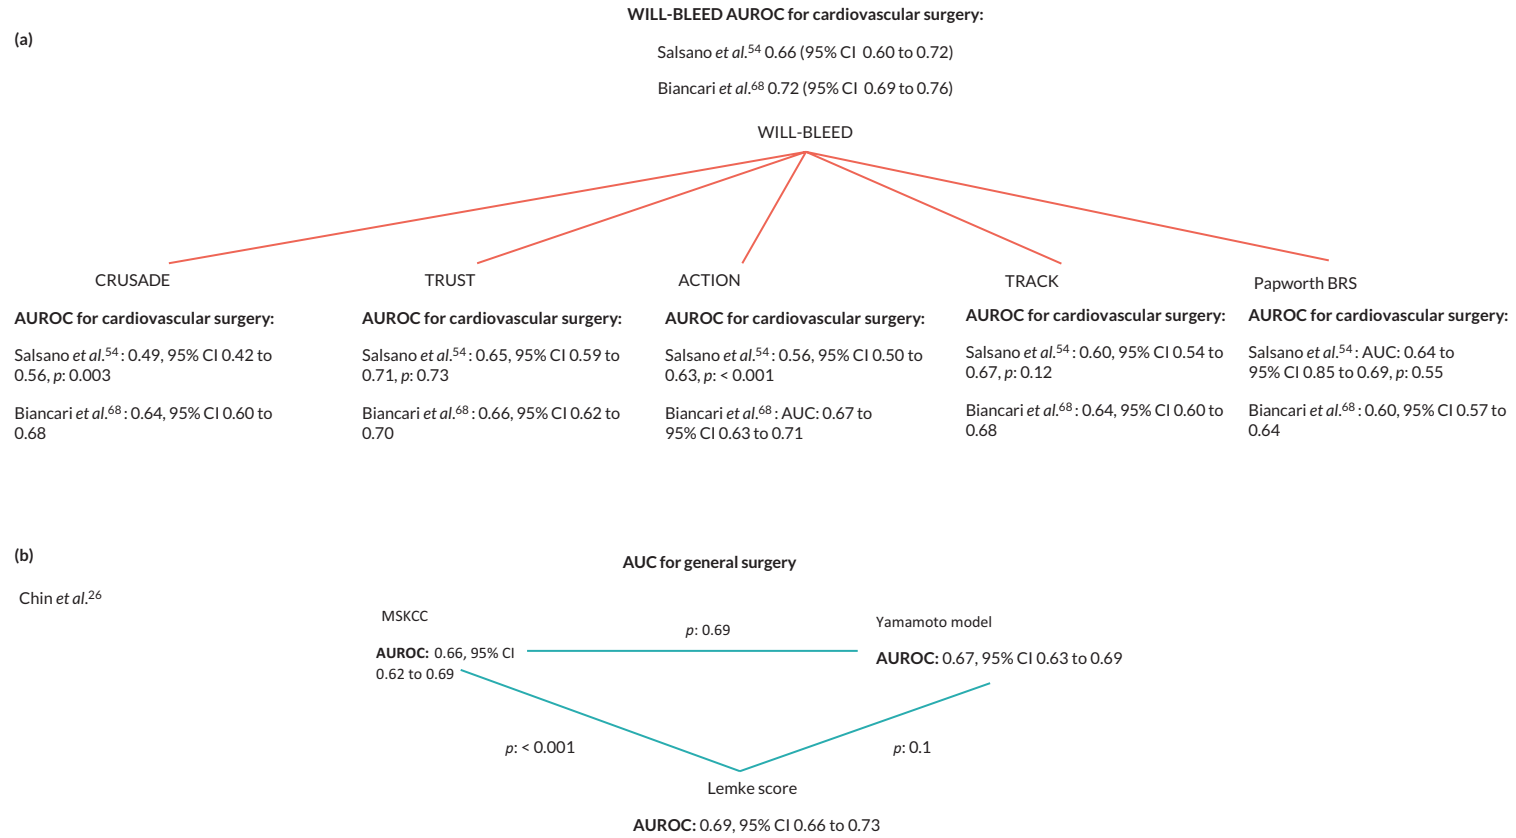 (a)
WILL-BLEED AUROC for cardiovascular surgery:
Salsano et al.54 0.66 (95% CI 0.60 to 0.72)
Biancari et al.68 0.72 (95% CI 0.69 to 0.76)
WILL-BLEED
CRUSADE
AUROC for cardiovascular surgery:
Salsano et al.54 : 0.49, 95% CI 0.42 to
0.56, p: 0.003
Biancari et al.68 : 0.64, 95% CI 0.60 to
0.68
TRUST
AUROC for cardiovascular surgery:
Salsano et al.54 : 0.65, 95% CI 0.59 to
0.71, p: 0.73
Biancari et al.68 : 0.66, 95% CI 0.62 to
0.70
ACTION
AUROC for cardiovascular surgery:
Salsano et al.54 : 0.56, 95% CI 0.50 to
0.63, p: < 0.001
Biancari et al.68 : AUC: 0.67 to
95% CI 0.63 to 0.71
TRACK
AUROC for cardiovascular surgery:
Salsano et al.54 : 0.60, 95% CI 0.54 to
0.67, p: 0.12
Biancari et al.68 : 0.64, 95% CI 0.60 to
0.68
Papworth BRS
AUROC for cardiovascular surgery:
Salsano et al.54 : AUC: 0.64 to
95% CI 0.85 to 0.69, p: 0.55
Biancari et al.68 : 0.60, 95% CI 0.57 to
0.64
(b)
AUC for general surgery
Chin et al.26
MSKCC
AUROC: 0.66, 95% CI
0.62 to 0.69
p: 0.69
Yamamoto model
AUROC: 0.67, 95% CI 0.63 to 0.69
p: < 0.001
p: 0.1
Lemke score
AUROC: 0.69, 95% CI 0.66 to 0.73